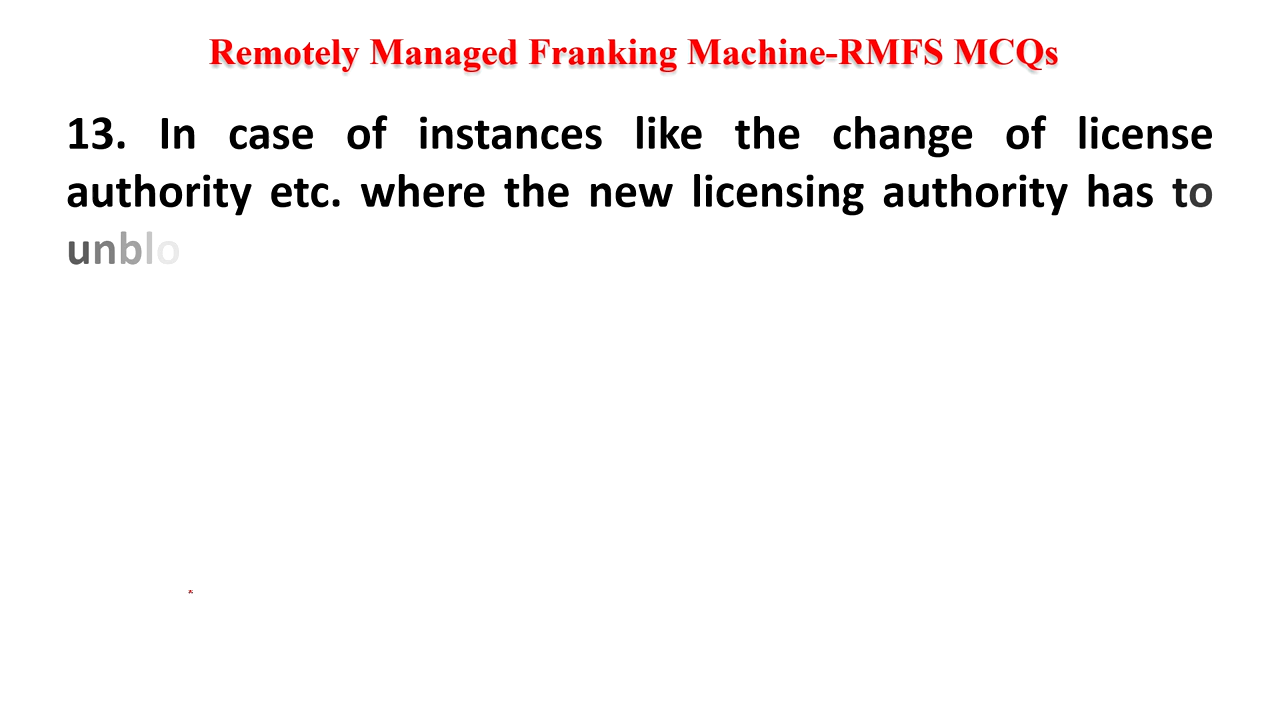 Remotely Managed Franking Machine-RMFS MCQs
13. In case of instances like the change of license
authority etc. where the new licensing authority has to
unblo